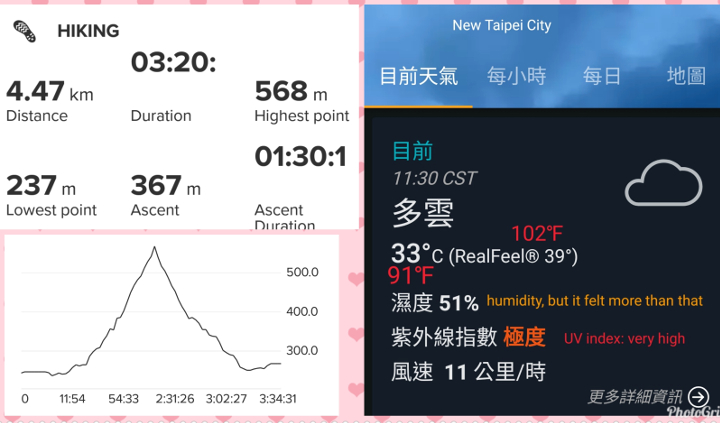 HIKING
03:20:
4.47 km
568 m
Distance
Duration
Highest point
01:30:1
237 m
367 m
Lowest point
Ascent
Ascent
Duration
500.0
400.0
300.0
0 11:54 54:33 2:31:26 3:02:27 3:34:31
New Taipei City
目前天氣 每小時 每日 地圖
目前
11:30 CST
多雲
102°F
33°C (RealFeel® 39°)
91°F
濕度 51% humidity, but it felt more than that
紫外線指數 極度 UV index: very high
風速 11 公里/時
更多詳細資訊
PhotoGri